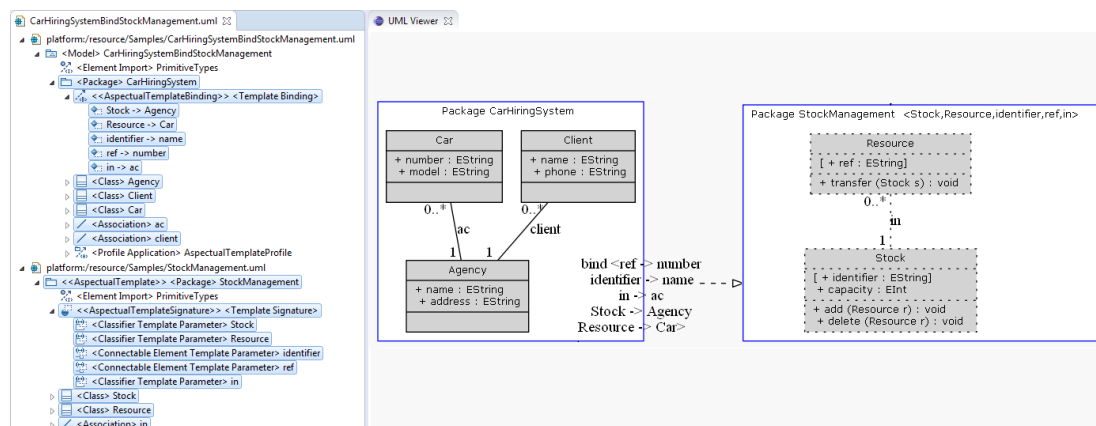 CarHiringSystemBindStockManagement.uml
platform:/resource/Samples/CarHiringSystemBindStockManagement.uml
<Model> CarHiringSystemBindStockManagement
<Element Import> PrimitiveTypes
<Package> CarHiringSystem
<<AspectualTemplateBinding>> <Template Binding>
Stock -> Agency
Resource -> Car
identifier -> name
ref -> number
in -> ac
<Class> Agency
<Class> Client
<Class> Car
<Association> ac
<Association> client
<Profile Application> AspectualTemplateProfile
platform:/resource/Samples/StockManagement.uml
<<AspectualTemplate>> <Package> StockManagement
<Element Import> PrimitiveTypes
<<AspectualTemplateSignature>> <Template Signature>
<Classifier Template Parameter> Stock
<Classifier Template Parameter> Resource
<Connectable Element Template Parameter> identifier
<Connectable Element Template Parameter> ref
<Classifier Template Parameter> in
<Class> Stock
<Class> Resource
<Association> in
UML Viewer
Package CarHiringSystem
Car
+ number : EString
+ model : EString
Client
+ name : EString
+ phone : EString
0..*
0..*
ac
client
1
1
Agency
+ name : EString
+ address : EString
bind <ref -> number
identifier -> name
in -> ac
Stock -> Agency
Resource -> Car>
Package StockManagement <Stock,Resource,identifier,ref,in>
Resource
[ + ref : EString]
+ transfer (Stock s) : void
0..*
in
1
Stock
[ + identifier : EString]
+ capacity : EInt
+ add (Resource r) : void
+ delete (Resource r) : void